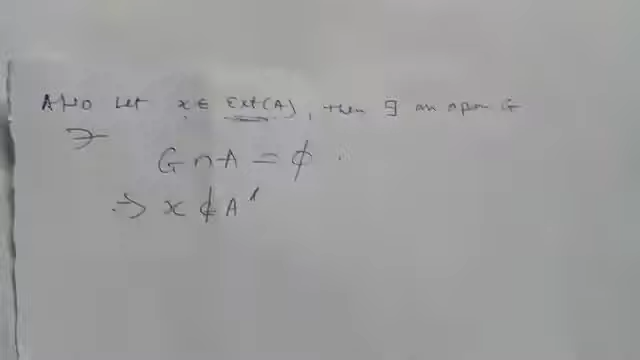 Also Let x ∈ Ext(A), then ∃ an open G
∋
G ∩ A = ϕ
⇒ x ∉ A'